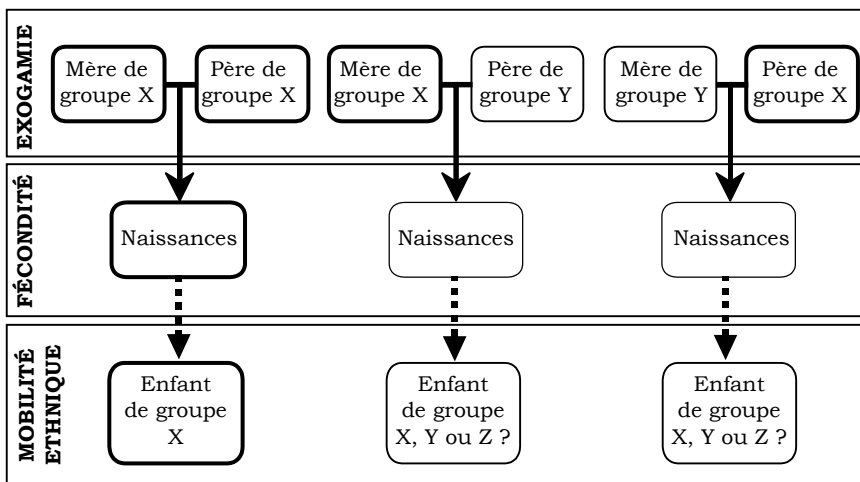 EXOGAMIE
Mère de
groupe X
Père de
groupe X
Mère de
groupe X
Père de
groupe Y
Mère de
groupe Y
Père de
groupe X
FÉCONDITÉ
Naissances
Naissances
Naissances
MOBILITÉ
ETHNIQUE
Enfant
de groupe
X
Enfant
de groupe
X, Y ou Z ?
Enfant
de groupe
X, Y ou Z ?